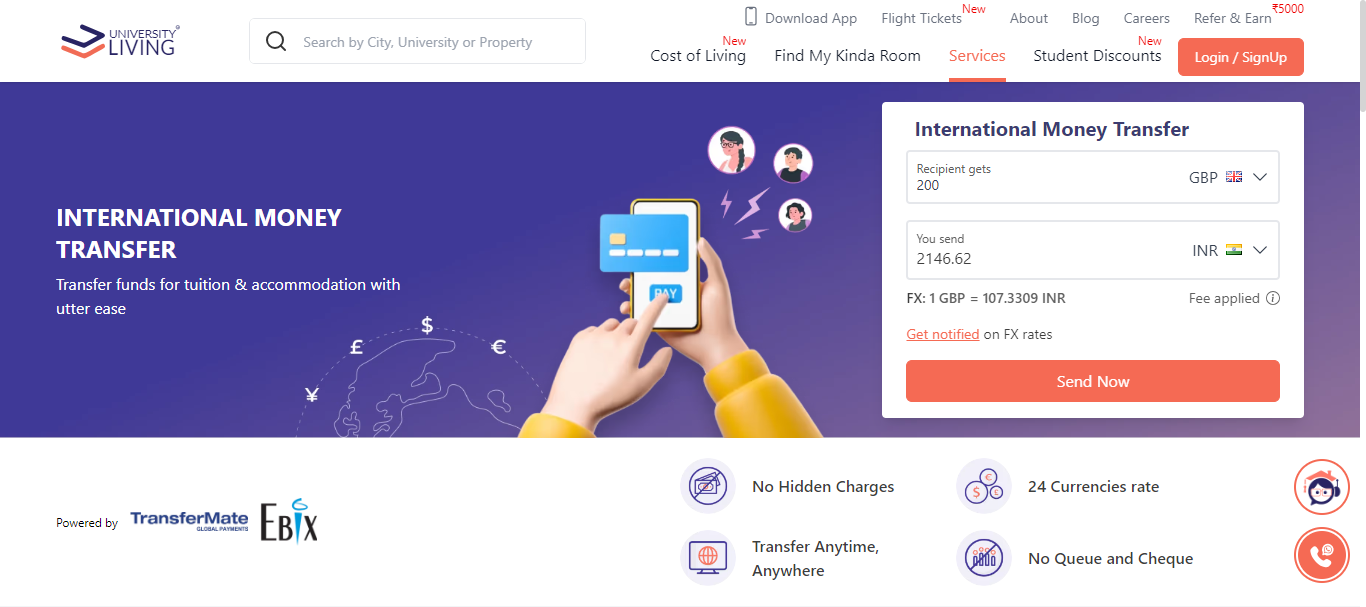 UNIVERSITY
LIVING
Search by City, University or Property
Download App
Flight Tickets
New
About
Blog
Careers
Refer & Earn
₹5000
Cost of Living
New
Find My Kinda Room
Services
Student Discounts
New
Login / SignUp
INTERNATIONAL MONEY
TRANSFER
Transfer funds for tuition & accommodation with
utter ease
¥
£
$
€
PAY
International Money Transfer
Recipient gets
200
GBP
You send
2146.62
INR
FX: 1 GBP = 107.3309 INR
Fee applied
Get notified on FX rates
Send Now
Powered by
TransferMate
GLOBAL PAYMENTS
EBIX
No Hidden Charges
24 Currencies rate
Transfer Anytime,
Anywhere
No Queue and Cheque